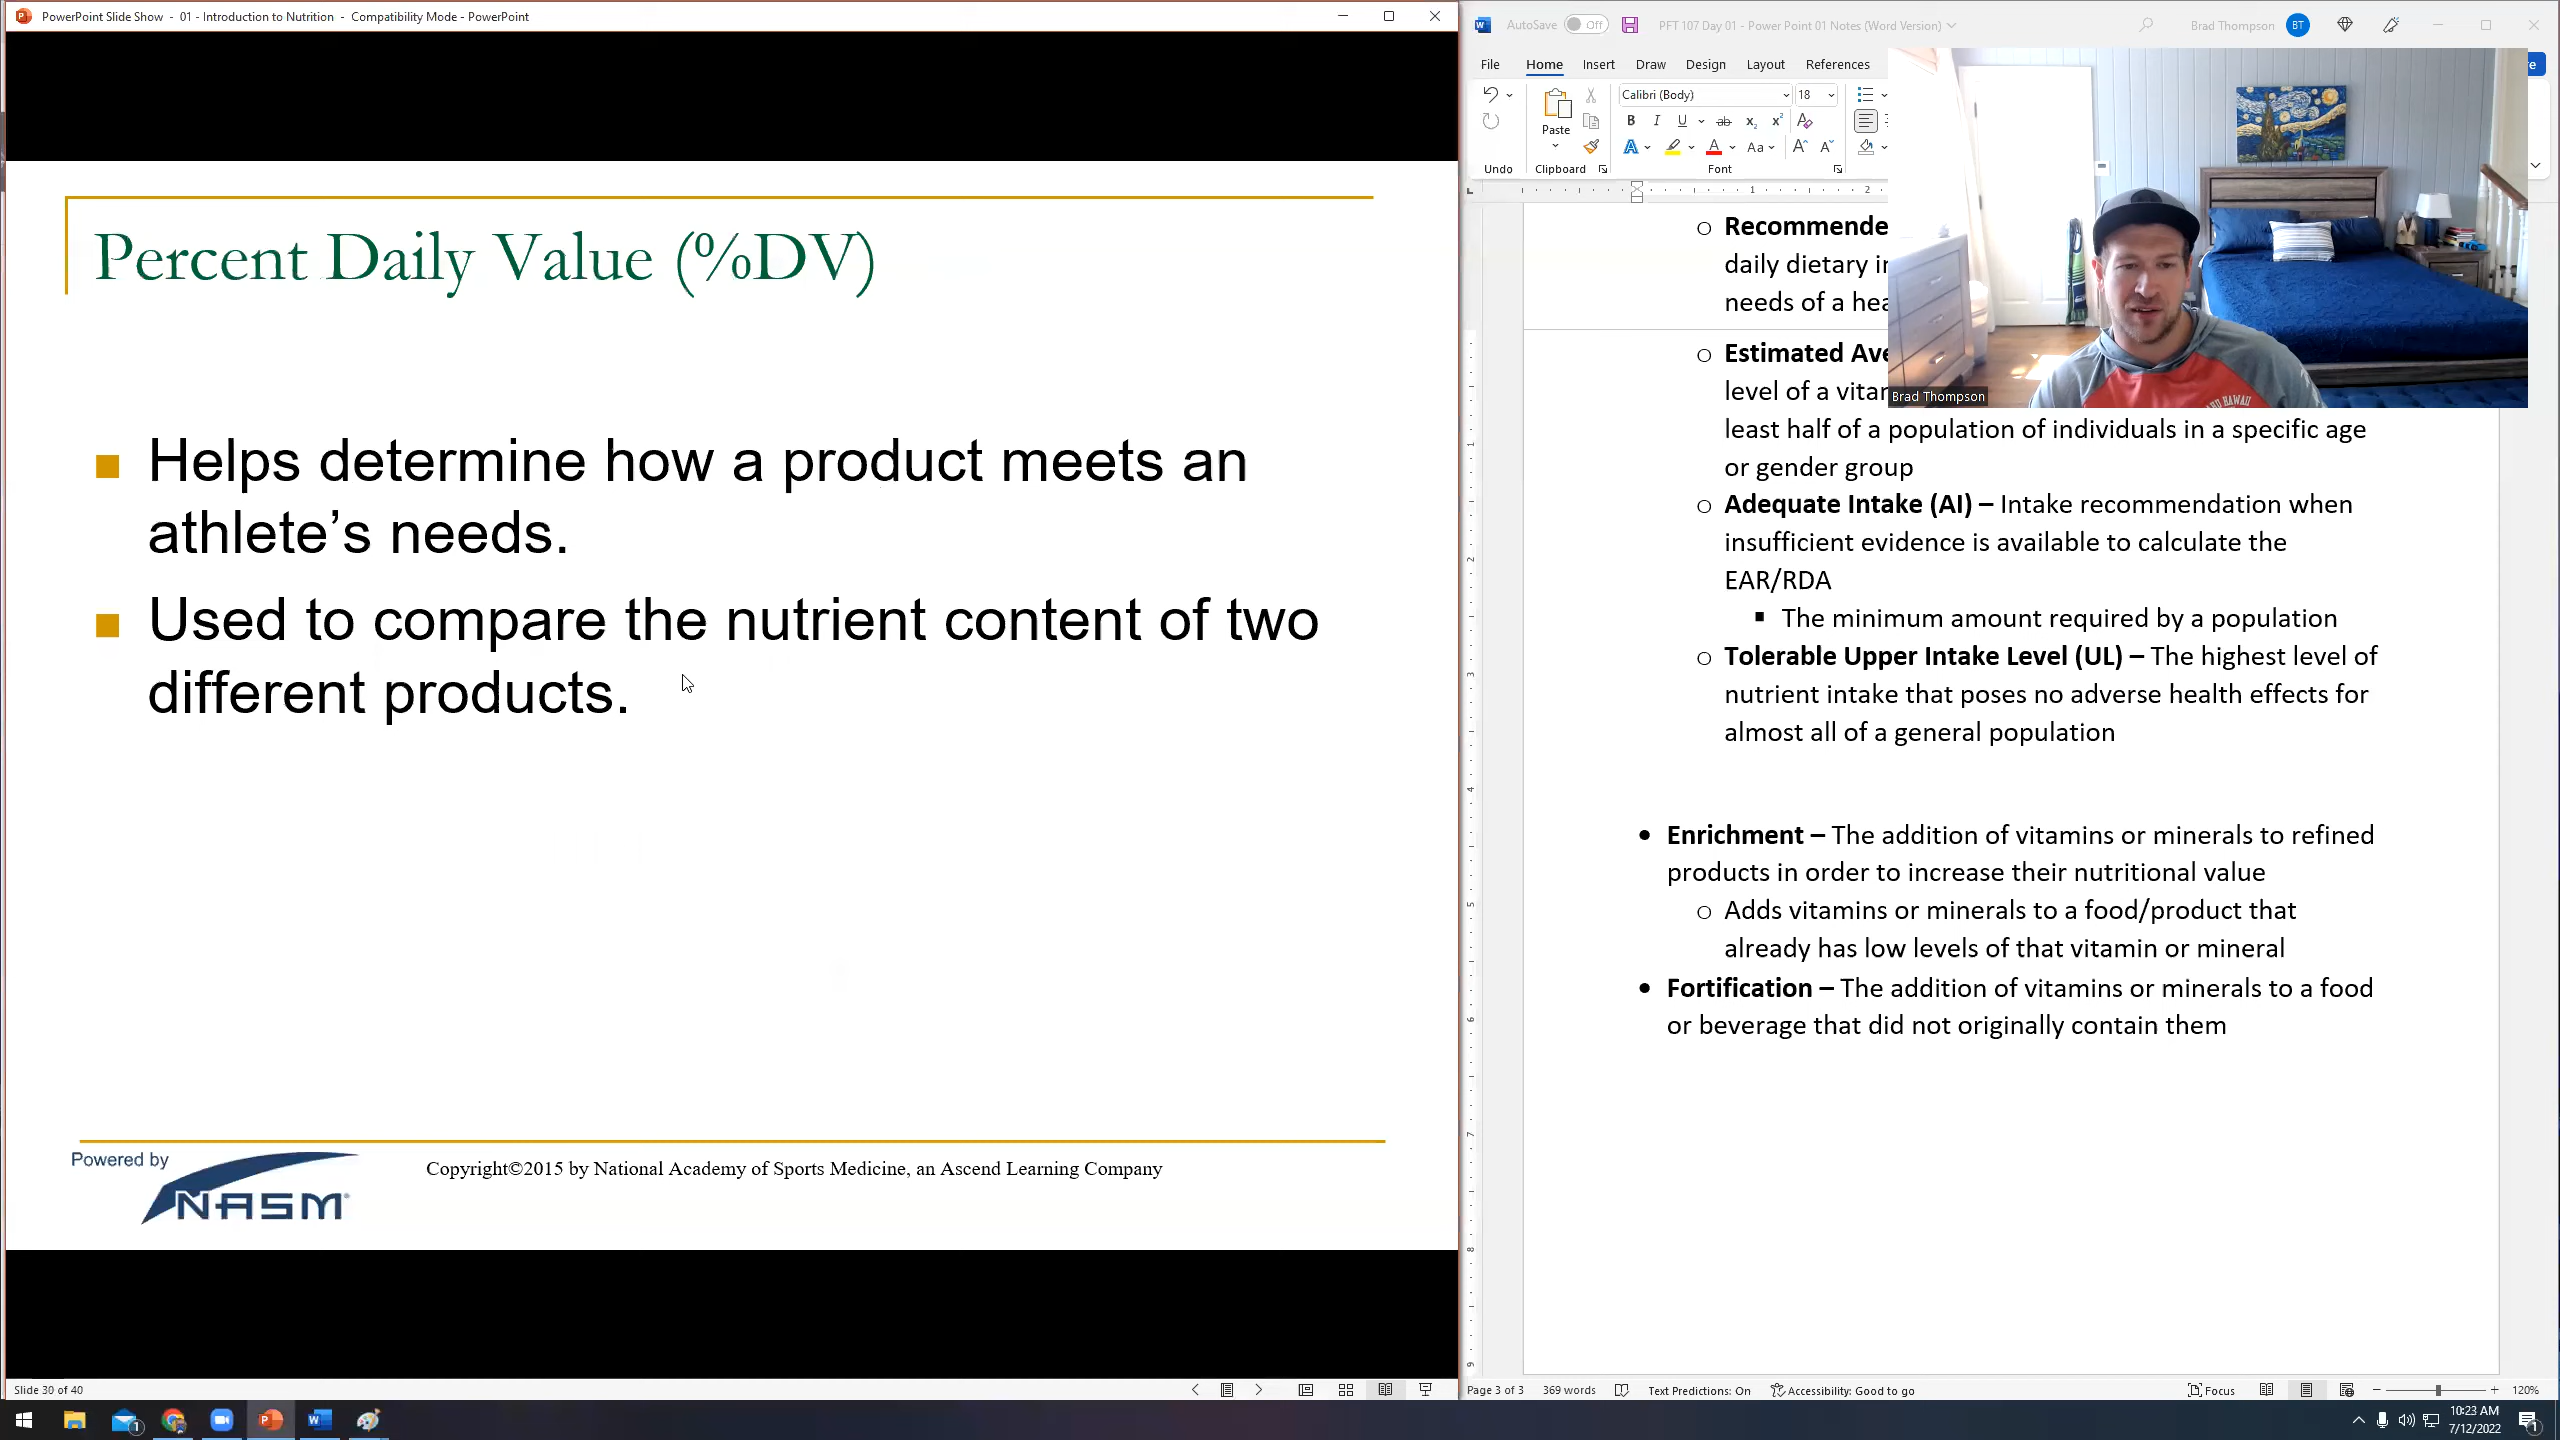 PowerPoint Slide Show - 01 - Introduction to Nutrition - Compatibility Mode - PowerPoint
Percent Daily Value (%DV)
Helps determine how a product meets an
athlete's needs.
Used to compare the nutrient content of two
different products.
Powered by
NASM
Copyright©2015 by National Academy of Sports Medicine, an Ascend Learning Company
Slide 30 of 40
AutoSave Off PFT 107 Day 01 - Power Point 01 Notes (Word Version) Brad Thompson BT
File Home Insert Draw Design Layout References
Calibri (Body) 18
Paste
B I U ab x₂ x²
A A Aa A A
Undo Clipboard Font
1 2
Brad Thompson
o Recommende
daily dietary i
needs of a hea
o Estimated Ave
level of a vita
least half of a population of individuals in a specific age
or gender group
o Adequate Intake (AI) – Intake recommendation when
insufficient evidence is available to calculate the
EAR/RDA
▪ The minimum amount required by a population
o Tolerable Upper Intake Level (UL) – The highest level of
nutrient intake that poses no adverse health effects for
almost all of a general population
• Enrichment – The addition of vitamins or minerals to refined
products in order to increase their nutritional value
o Adds vitamins or minerals to a food/product that
already has low levels of that vitamin or mineral
• Fortification – The addition of vitamins or minerals to a food
or beverage that did not originally contain them
Page 3 of 3 369 words Text Predictions: On Accessibility: Good to go Focus 120%
10:23 AM
7/12/2022